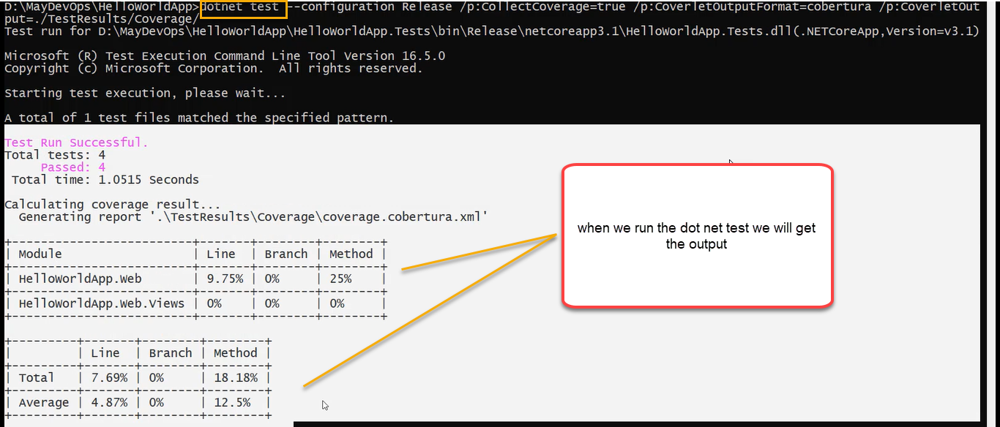 D:\MayDevOps\HelloWorldApp>dotnet test --configuration Release /p:CollectCoverage=true /p:CoverletOutputFormat=cobertura /p:CoverletOut
put=./TestResults/Coverage/
Test run for D:\MayDevOps\HelloWorldApp\HelloWorldApp.Tests\bin\Release\netcoreapp3.1\HelloWorldApp.Tests.dll(.NETCoreApp,Version=v3.1)
Microsoft (R) Test Execution Command Line Tool Version 16.5.0
Copyright (c) Microsoft Corporation.  All rights reserved.
Starting test execution, please wait...
A total of 1 test files matched the specified pattern.
Test Run Successful.
Total tests: 4
     Passed: 4
 Total time: 1.0515 Seconds
Calculating coverage result...
  Generating report '.\TestResults\Coverage\coverage.cobertura.xml'
+-------------------------+-------+--------+--------+
| Module                  | Line  | Branch | Method |
+-------------------------+-------+--------+--------+
| HelloWorldApp.Web       | 9.75% | 0%     | 25%    |
+-------------------------+-------+--------+--------+
| HelloWorldApp.Web.Views | 0%    | 0%     | 0%     |
+-------------------------+-------+--------+--------+
+---------+-------+--------+--------+
|         | Line  | Branch | Method |
+---------+-------+--------+--------+
| Total   | 7.69% | 0%     | 18.18% |
+---------+-------+--------+--------+
| Average | 4.87% | 0%     | 12.5%  |
+---------+-------+--------+--------+
when we run the dot net test we will get
the output